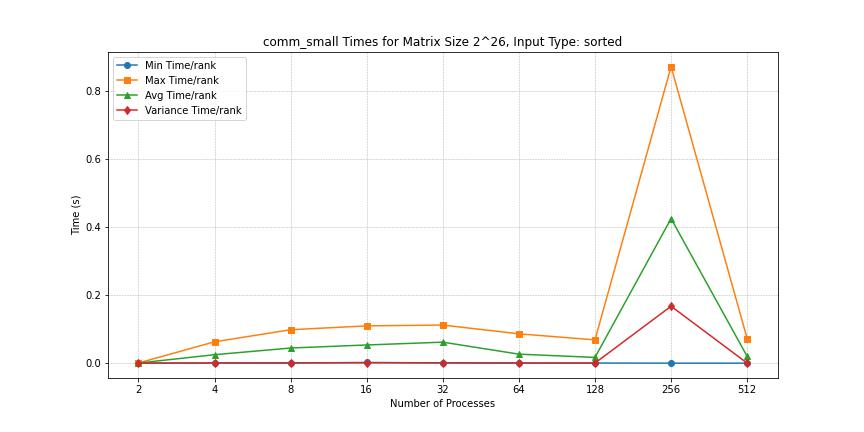 comm_small Times for Matrix Size 2^26, Input Type: sorted
Min Time/rank
Max Time/rank
Avg Time/rank
Variance Time/rank
Time (s)
0.8
0.6
0.4
0.2
0.0
2 4 8 16 32 64 128 256 512
Number of Processes